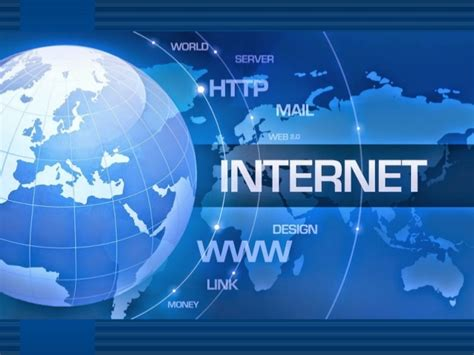 WORLD
SERVER
HTTP
MAIL
WEB 2.0
INTERNET
DESIGN
WWW
LINK
MONEY